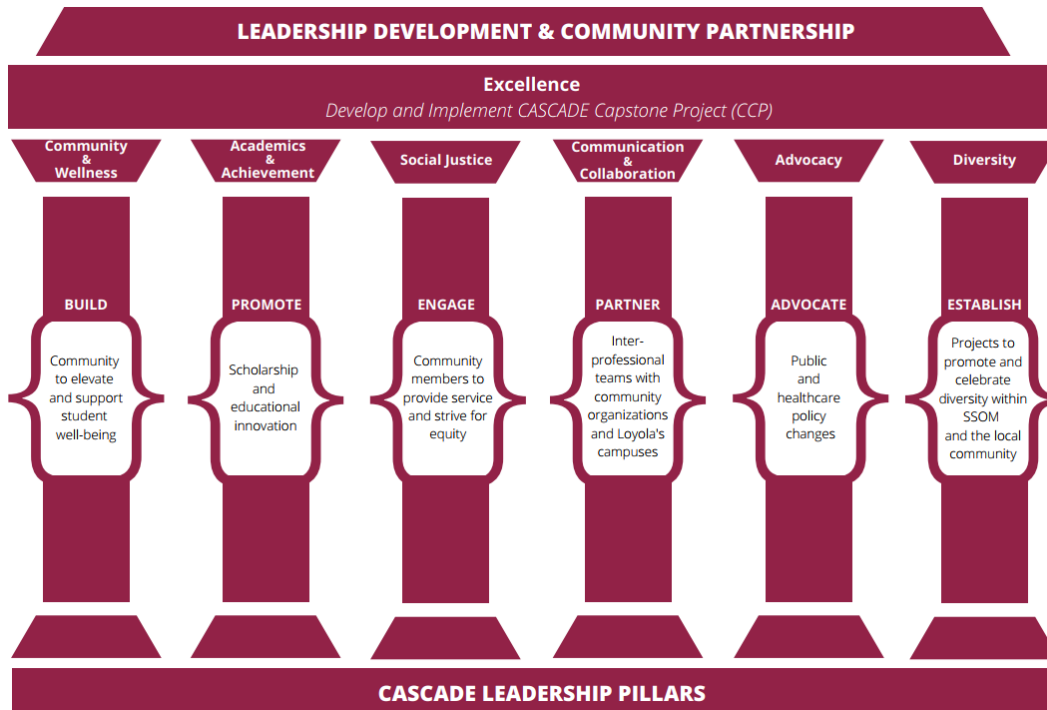 LEADERSHIP DEVELOPMENT & COMMUNITY PARTNERSHIP
Excellence
Develop and Implement CASCADE Capstone Project (CCP)
Community
&
Wellness
Academics
&
Achievement
Social Justice
Communication
&
Collaboration
Advocacy
Diversity
BUILD
Community
to elevate
and support
student
well-being
PROMOTE
Scholarship
and
educational
innovation
ENGAGE
Community
members to
provide service
and strive for
equity
PARTNER
Inter-
professional
teams with
community
organizations
and Loyola's
campuses
ADVOCATE
Public
and
healthcare
policy
changes
ESTABLISH
Projects to
promote and
celebrate
diversity within
SSOM
and the local
community
CASCADE LEADERSHIP PILLARS